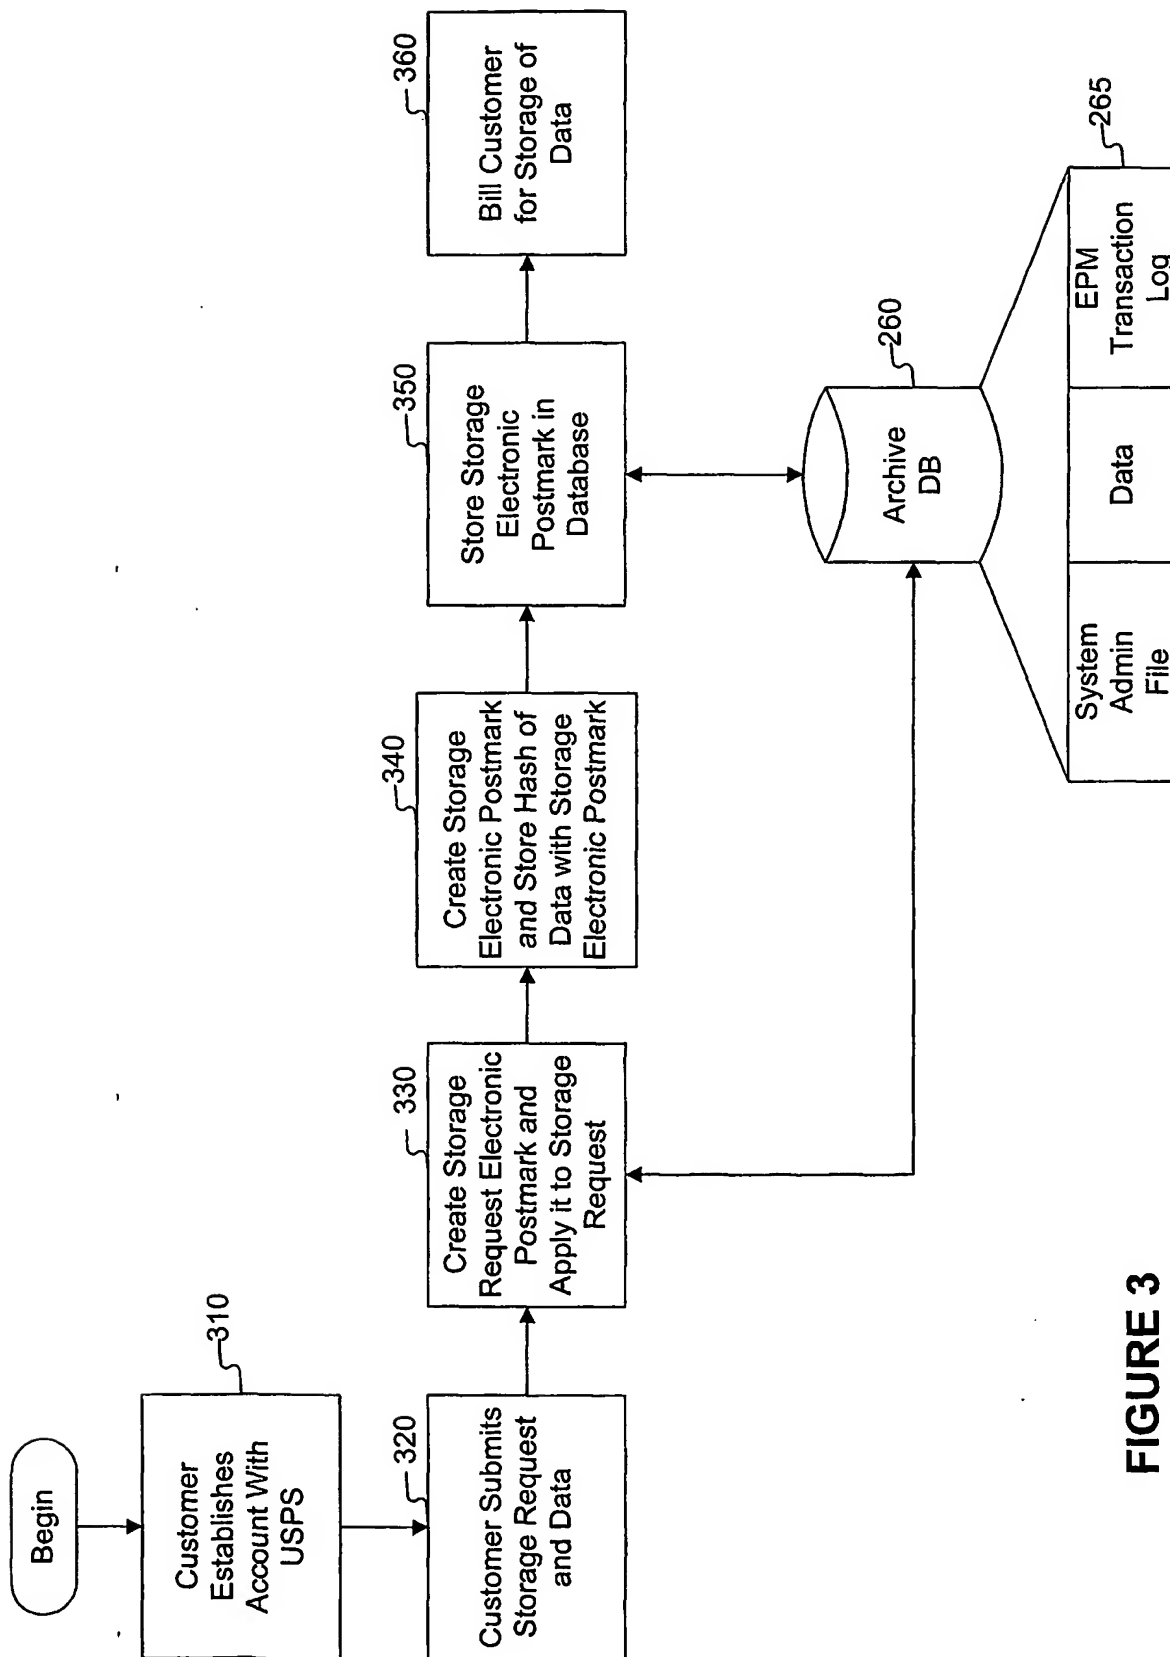 Begin
310
Customer
Establishes
Account With
USPS
320
Customer Submits
Storage Request
and Data
330
Create Storage
Request Electronic
Postmark and
Apply it to Storage
Request
340
Create Storage
Electronic Postmark
and Store Hash of
Data with Storage
Electronic Postmark
350
Store Storage
Electronic
Postmark in
Database
360
Bill Customer
for Storage of
Data
260
Archive
DB
265
System
Admin
File
Data
EPM
Transaction
Log
FIGURE 3